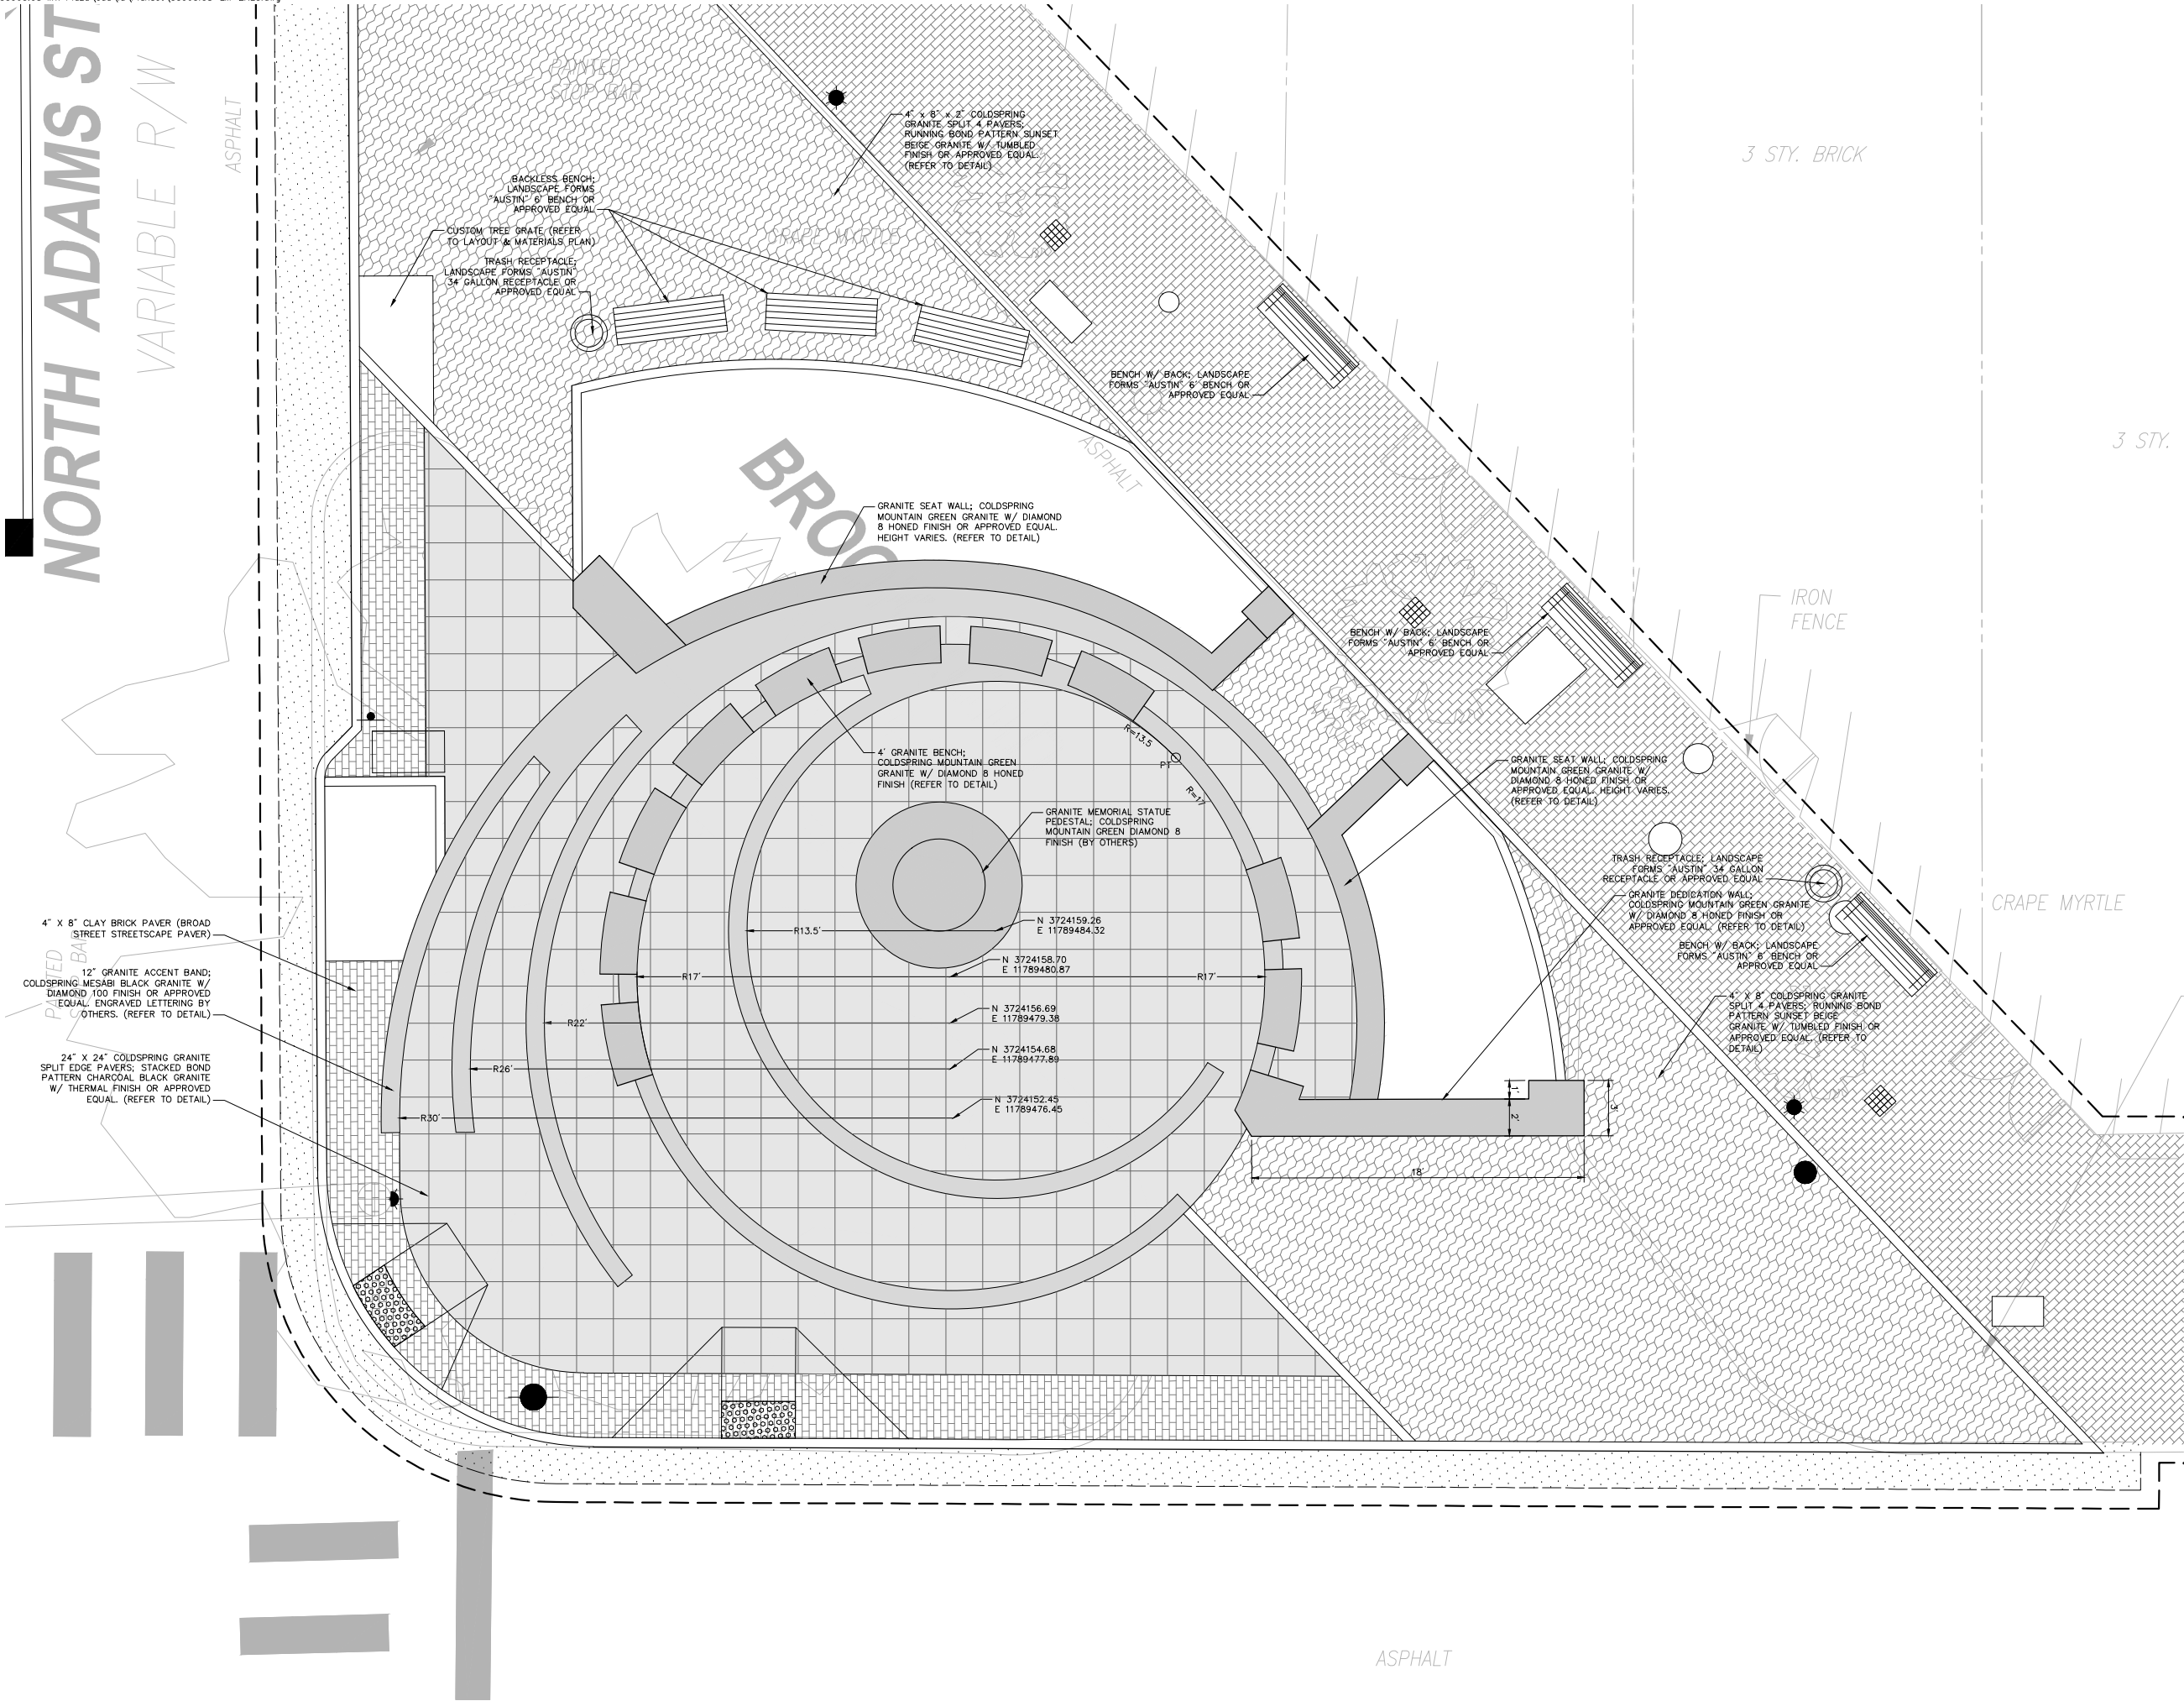 NORTH ADAMS ST
VARIABLE R/W
ASPHALT
PAINTED
STOP BAR
4" x 8" x 2" COLDSPRING
GRANITE SPLIT 4 PAVERS;
RUNNING BOND PATTERN SUNSET
BEIGE GRANITE W/ TUMBLED
FINISH OR APPROVED EQUAL.
(REFER TO DETAIL)
3 STY. BRICK
BACKLESS BENCH;
LANDSCAPE FORMS
"AUSTIN" 6' BENCH OR
APPROVED EQUAL
CUSTOM TREE GRATE (REFER
TO LAYOUT & MATERIALS PLAN)
CRAPE MYRTLE
TRASH RECEPTACLE;
LANDSCAPE FORMS "AUSTIN"
34 GALLON RECEPTACLE OR
APPROVED EQUAL
BENCH W/ BACK; LANDSCAPE
FORMS "AUSTIN" 6' BENCH OR
APPROVED EQUAL
3 STY.
ASPHALT
BROO
GRANITE SEAT WALL; COLDSPRING
MOUNTAIN GREEN GRANITE W/ DIAMOND
8 HONED FINISH OR APPROVED EQUAL.
HEIGHT VARIES. (REFER TO DETAIL)
IRON
FENCE
BENCH W/ BACK; LANDSCAPE
FORMS "AUSTIN" 6' BENCH OR
APPROVED EQUAL
CRAPE
MYRTLE
R=13.5
PT
R=17
4' GRANITE BENCH;
COLDSPRING MOUNTAIN GREEN
GRANITE W/ DIAMOND 8 HONED
FINISH (REFER TO DETAIL)
GRANITE SEAT WALL; COLDSPRING
MOUNTAIN GREEN GRANITE W/
DIAMOND 8 HONED FINISH OR
APPROVED EQUAL. HEIGHT VARIES.
(REFER TO DETAIL)
GRANITE MEMORIAL STATUE
PEDESTAL; COLDSPRING
MOUNTAIN GREEN DIAMOND 8
FINISH (BY OTHERS)
TRASH RECEPTACLE; LANDSCAPE
FORMS "AUSTIN" 34 GALLON
RECEPTACLE OR APPROVED EQUAL
GRANITE DEDICATION WALL;
COLDSPRING MOUNTAIN GREEN GRANITE
W/ DIAMOND 8 HONED FINISH OR
APPROVED EQUAL. (REFER TO DETAIL)
CRAPE MYRTLE
BENCH W/ BACK; LANDSCAPE
FORMS "AUSTIN" 6' BENCH OR
APPROVED EQUAL
4" X 8" CLAY BRICK PAVER (BROAD
STREET STREETSCAPE PAVER)
PAINTED
STOP BAR
12" GRANITE ACCENT BAND;
COLDSPRING MESABI BLACK GRANITE W/
DIAMOND 100 FINISH OR APPROVED
EQUAL. ENGRAVED LETTERING BY
OTHERS. (REFER TO DETAIL)
R13.5'
N 3724159.26
E 11789484.32
R17'
N 3724158.70
E 11789480.87
R17'
4" X 8" COLDSPRING GRANITE
SPLIT 4 PAVERS; RUNNING BOND
PATTERN SUNSET BEIGE
GRANITE W/ TUMBLED FINISH OR
APPROVED EQUAL. (REFER TO
DETAIL)
R22'
N 3724156.69
E 11789479.38
24" X 24" COLDSPRING GRANITE
SPLIT EDGE PAVERS; STACKED BOND
PATTERN CHARCOAL BLACK GRANITE
W/ THERMAL FINISH OR APPROVED
EQUAL. (REFER TO DETAIL)
R26'
N 3724154.68
E 11789477.89
R30'
N 3724152.45
E 11789476.45
1'
2'
3'
18'
ASPHALT